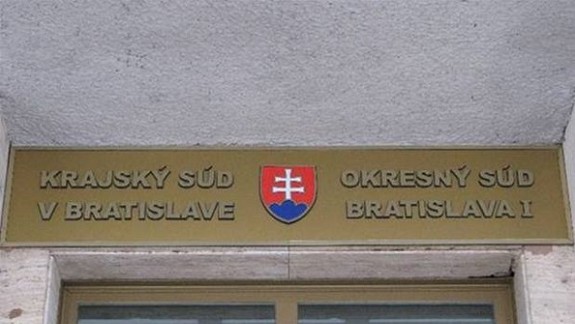 KRAJSKÝ SÚD
V BRATISLAVE
OKRESNÝ SÚD
BRATISLAVA I